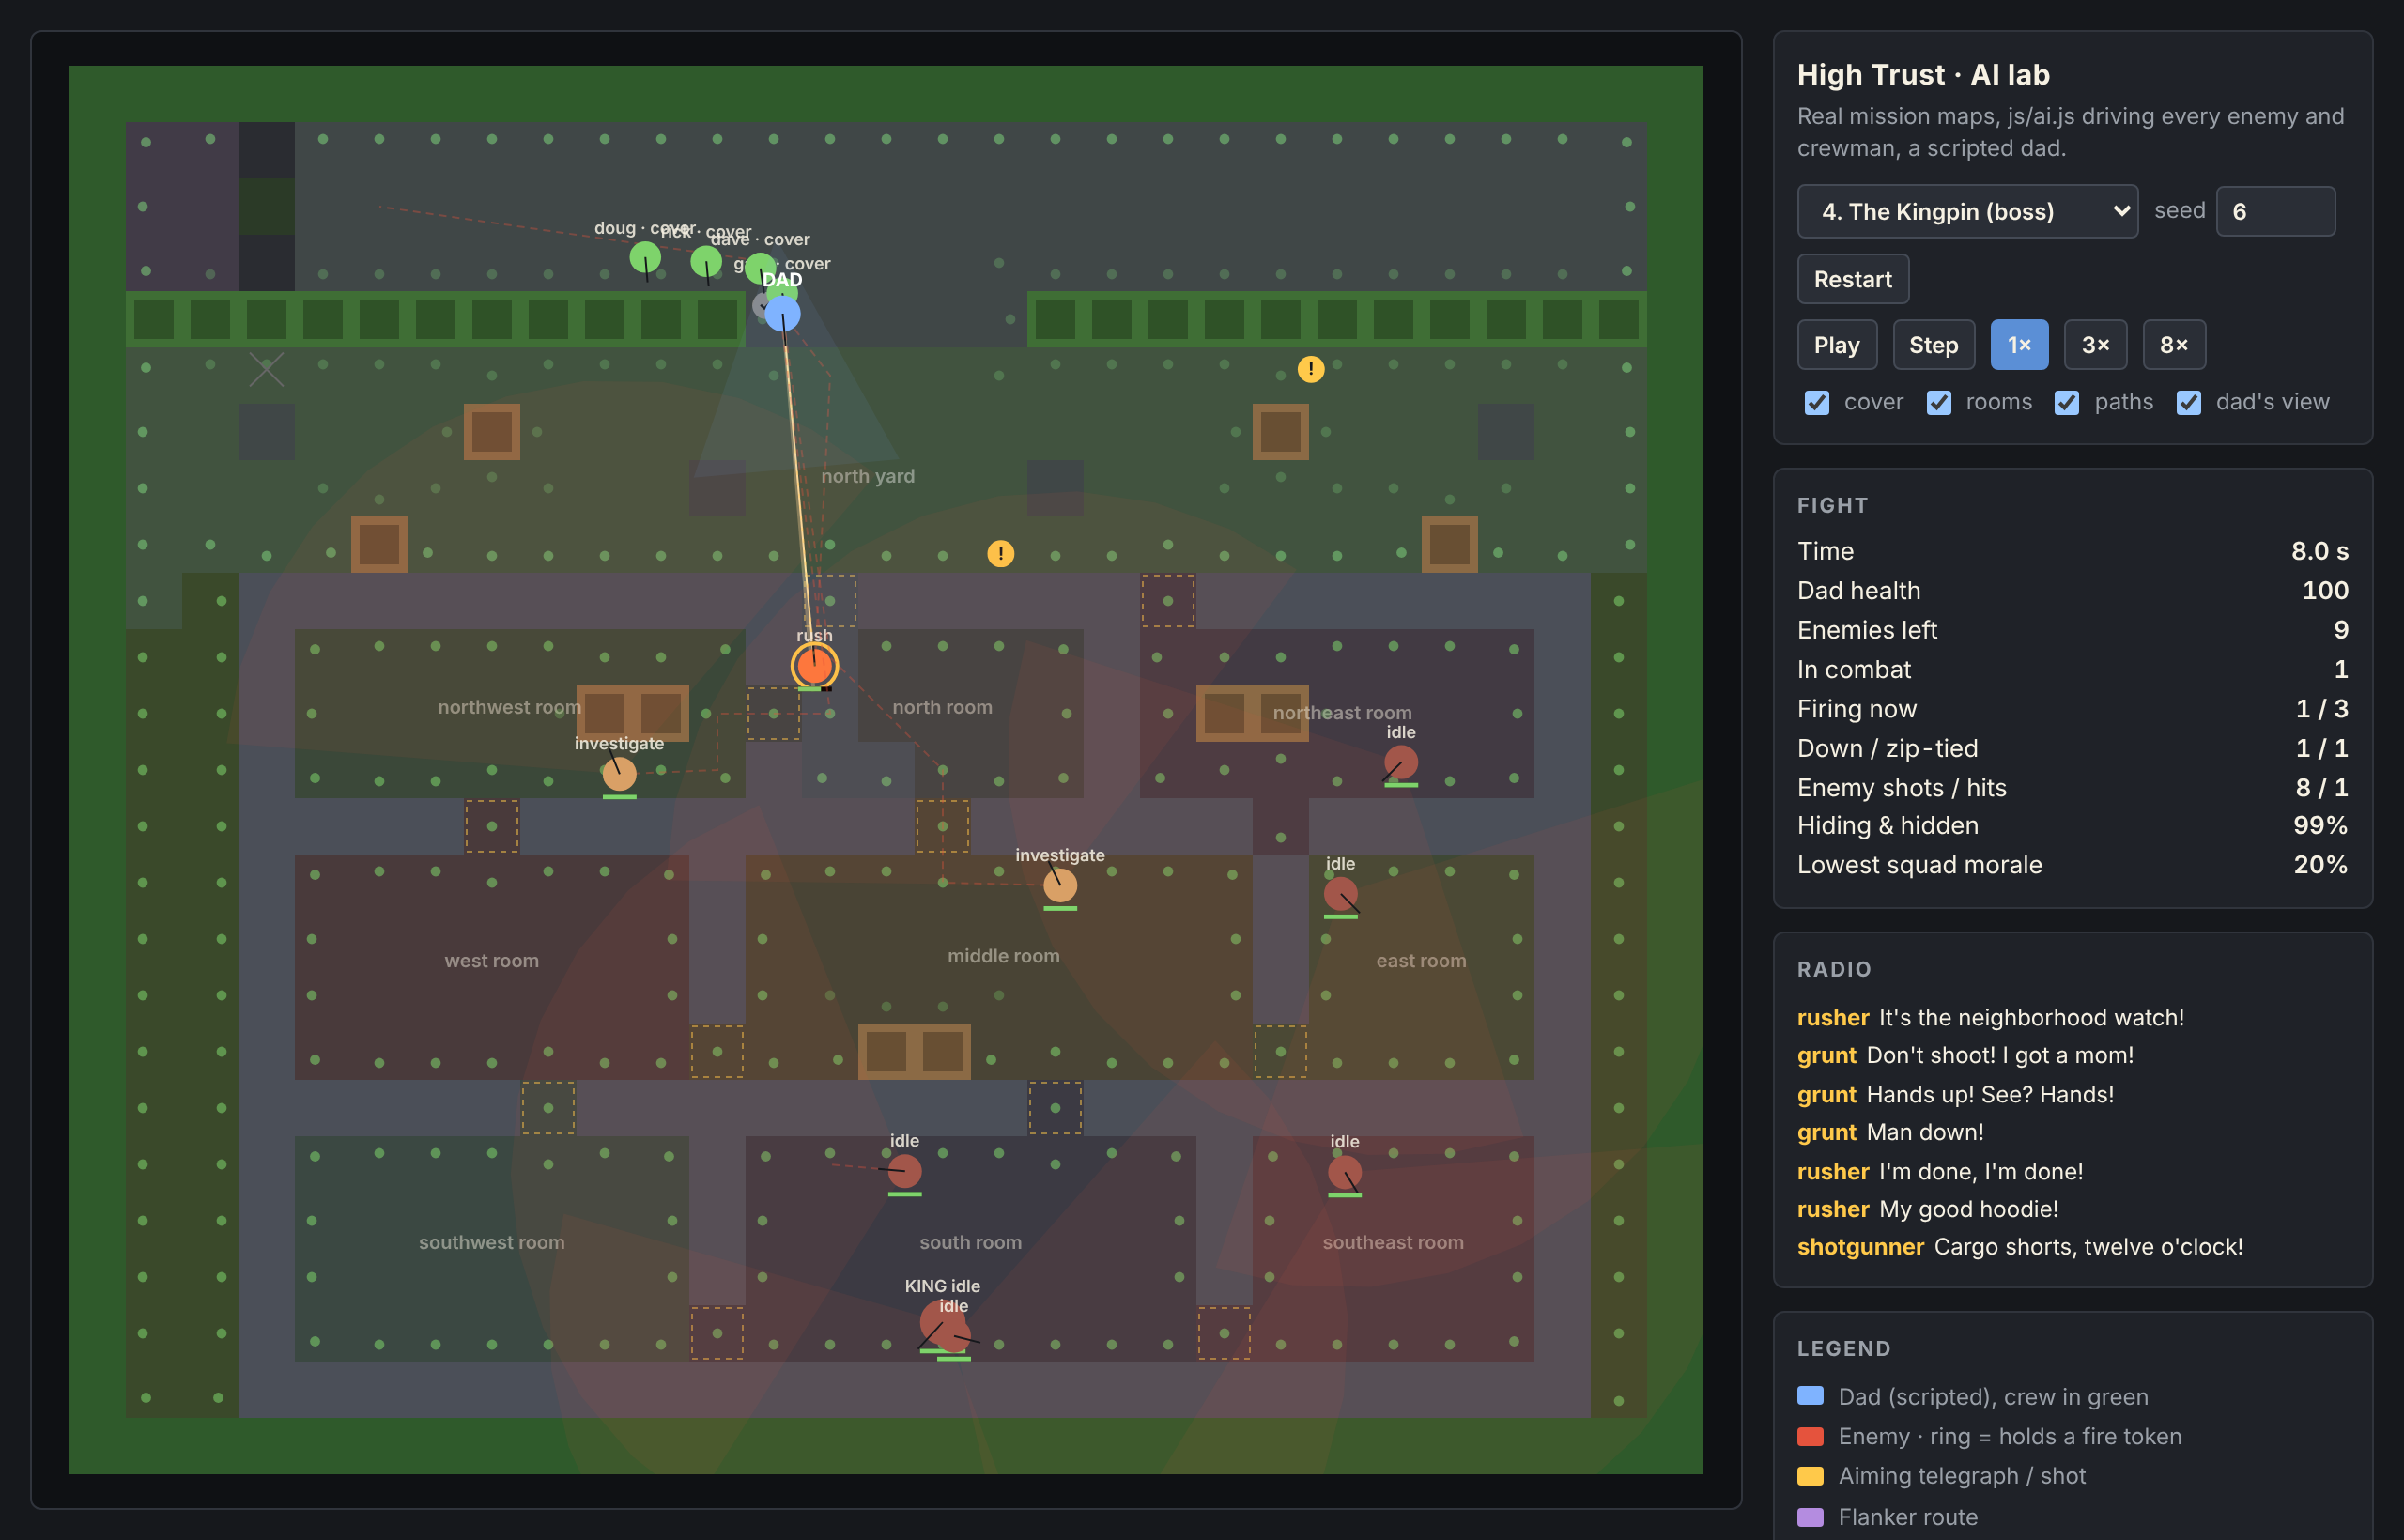 doug · cover
rick · cover
dave · cover
cover
DAD
!
north yard
!
rush
northwest room
north room
northeast room
investigate
idle
investigate
idle
west room
middle room
east room
idle
idle
southwest room
south room
southeast room
KING idle
idle
High Trust · AI lab
Real mission maps, js/ai.js driving every enemy and
crewman, a scripted dad.
4. The Kingpin (boss)
seed 6
Restart
Play Step 1× 3× 8×
cover rooms paths dad's view
FIGHT
Time 8.0 s
Dad health 100
Enemies left 9
In combat 1
Firing now 1 / 3
Down / zip-tied 1 / 1
Enemy shots / hits 8 / 1
Hiding & hidden 99%
Lowest squad morale 20%
RADIO
rusher It's the neighborhood watch!
grunt Don't shoot! I got a mom!
grunt Hands up! See? Hands!
grunt Man down!
rusher I'm done, I'm done!
rusher My good hoodie!
shotgunner Cargo shorts, twelve o'clock!
LEGEND
Dad (scripted), crew in green
Enemy · ring = holds a fire token
Aiming telegraph / shot
Flanker route